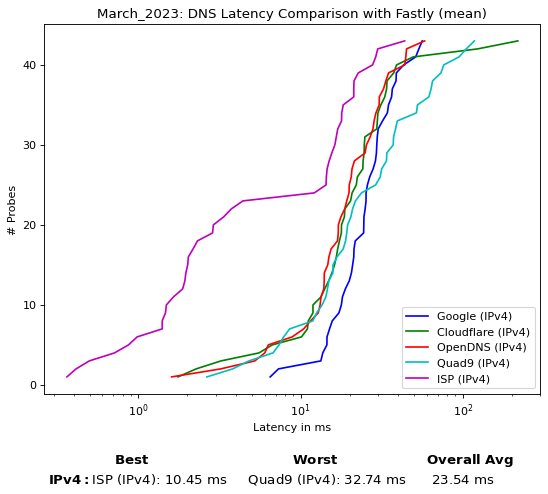 March_2023: DNS Latency Comparison with Fastly (mean)
# Probes
40
30
20
10
0
10⁰
10¹
10²
Latency in ms
Google (IPv4)
Cloudflare (IPv4)
OpenDNS (IPv4)
Quad9 (IPv4)
ISP (IPv4)
Best Worst Overall Avg
IPv4: ISP (IPv4): 10.45 ms Quad9 (IPv4): 32.74 ms 23.54 ms